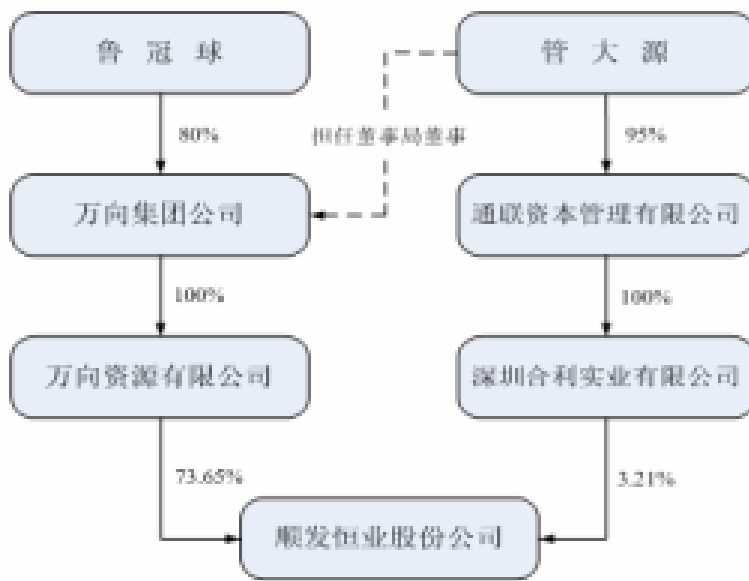 鲁 冠 球
管 大 源
80%
担任董事局董事
95%
万向集团公司
通联资本管理有限公司
100%
100%
万向资源有限公司
深圳合利实业有限公司
73.65%
3.21%
顺发恒业股份公司